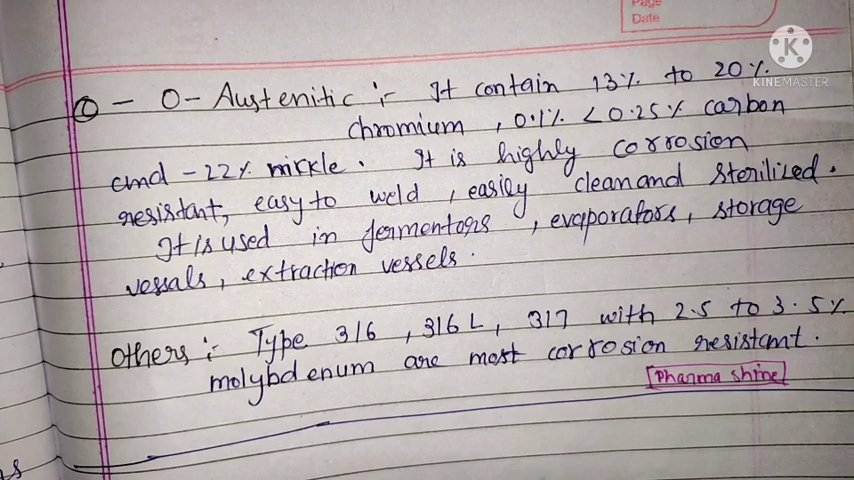 Page
Date
K
KINEMASTER
O - O - Austenitic :- It contain 13% to 20%.
chromium, 0.1% < 0.25% carbon
and - 22% nikkle. It is highly corrosion
resistant, easy to weld, easily clean and sterilized.
It is used in fermentors, evaporators, storage
vessals, extraction vessels.
Others :- Type 316, 316 L, 317 with 2.5 to 3.5%
molybdenum are most corrosion resistant.
Pharma shine